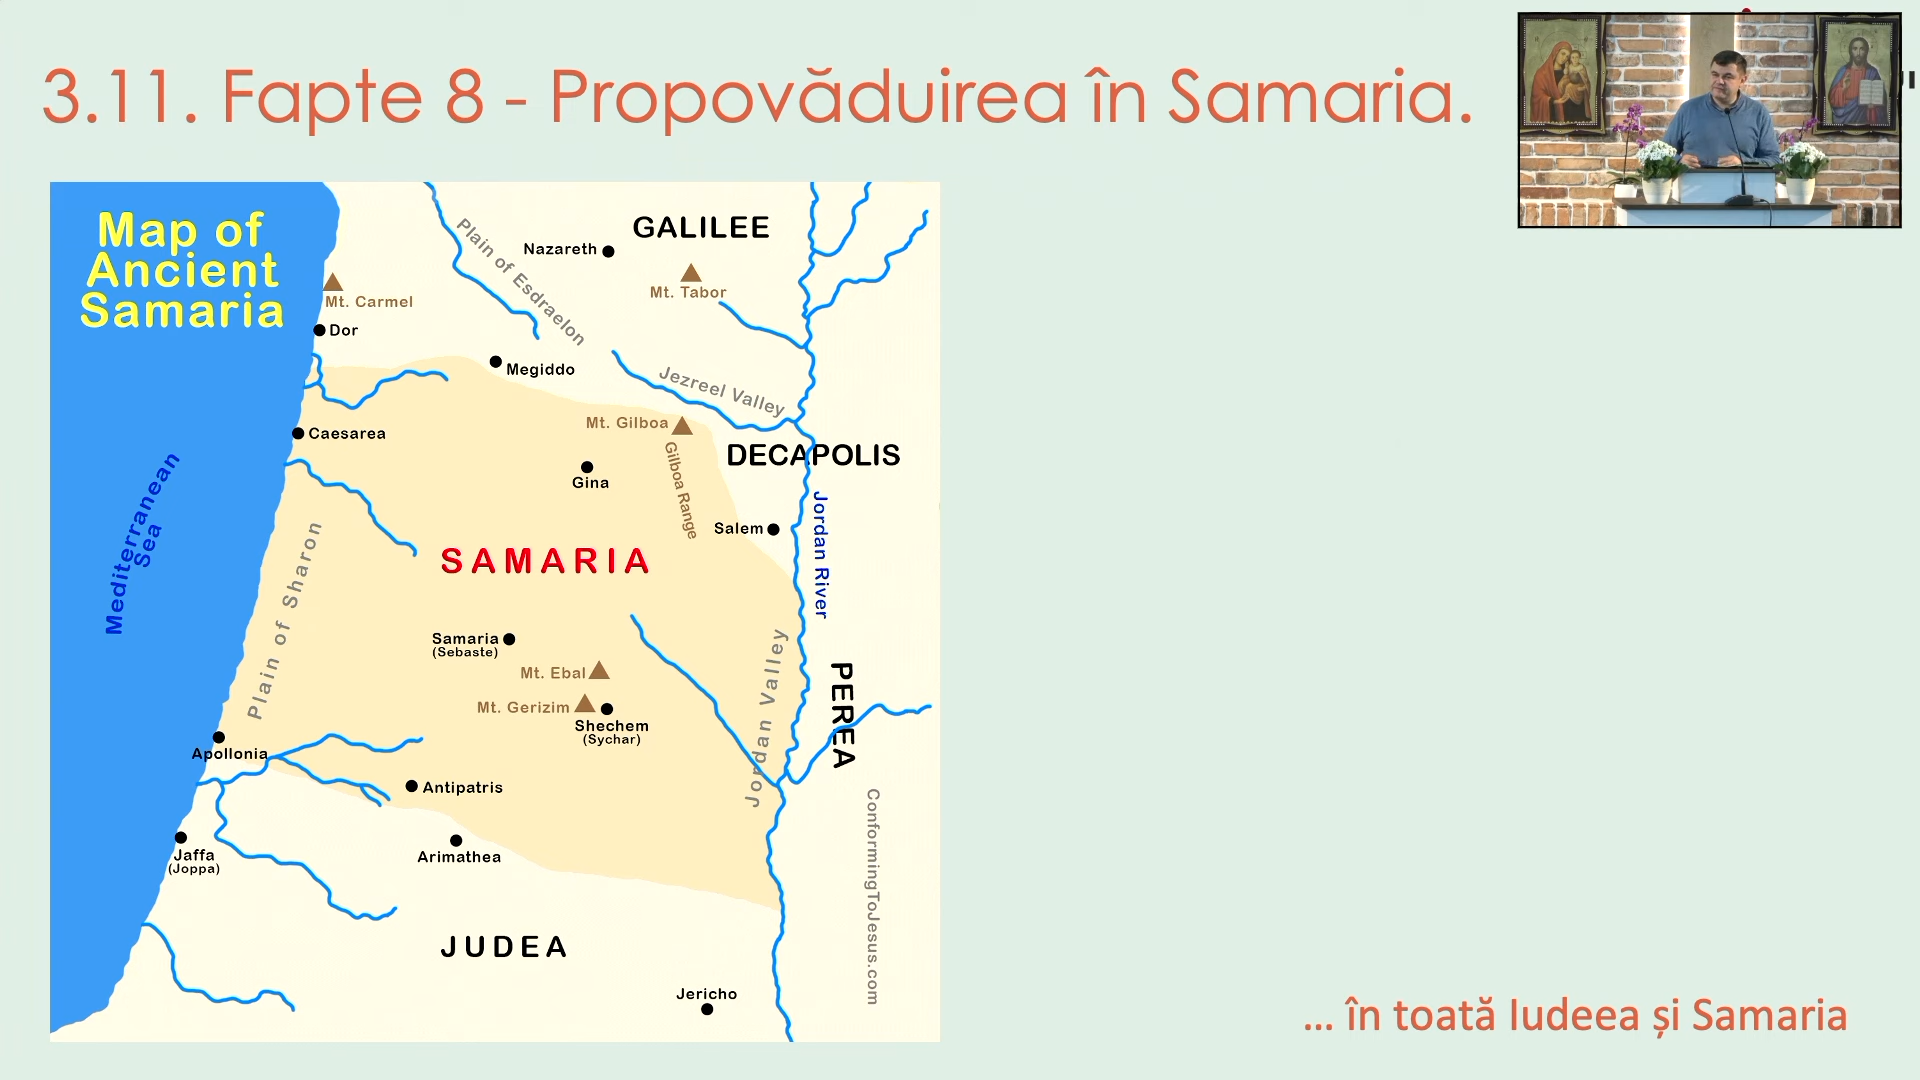 3.11. Fapte 8 - Propovăduirea în Samaria.
Map of
Ancient
Samaria
GALILEE
Nazareth
Plain of Esdraelon
Mt. Tabor
Mt. Carmel
Dor
Megiddo
Jezreel Valley
Mt. Gilboa
Caesarea
DECAPOLIS
Gilboa Range
Gina
Mediterranean
Sea
Salem
Jordan River
Plain of Sharon
SAMARIA
Samaria
(Sebaste)
Mt. Ebal
Jordan Valley
PEREA
Mt. Gerizim
Shechem
(Sychar)
Apollonia
Antipatris
ConformingToJesus.com
Jaffa
(Joppa)
Arimathea
JUDEA
Jericho
... în toată Iudeea și Samaria